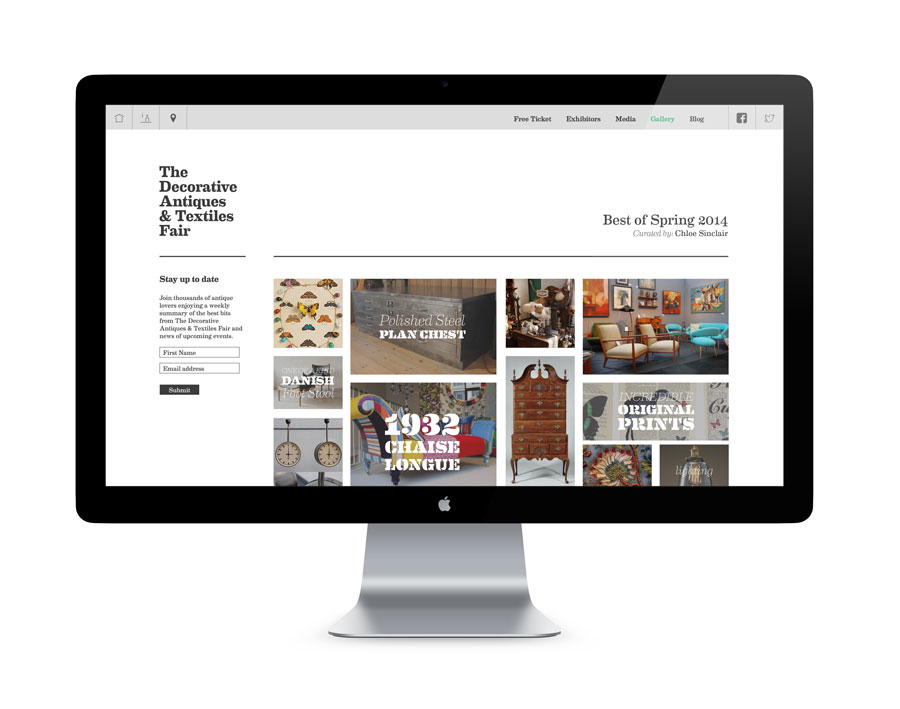 Free Ticket Exhibitors Media Gallery Blog
The
Decorative
Antiques
& Textiles
Fair
Best of Spring 2014
Curated by: Chloe Sinclair
Stay up to date
Join thousands of antique
lovers enjoying a weekly
summary of the best bits
from The Decorative
Antiques & Textiles Fair and
news of upcoming events.
First Name
Email address
Submit
Polished Steel
PLAN CHEST
DANISH
Foot Stool
1932
CHAISE
LONGUE
INCREDIBLE
ORIGINAL
PRINTS
lighting